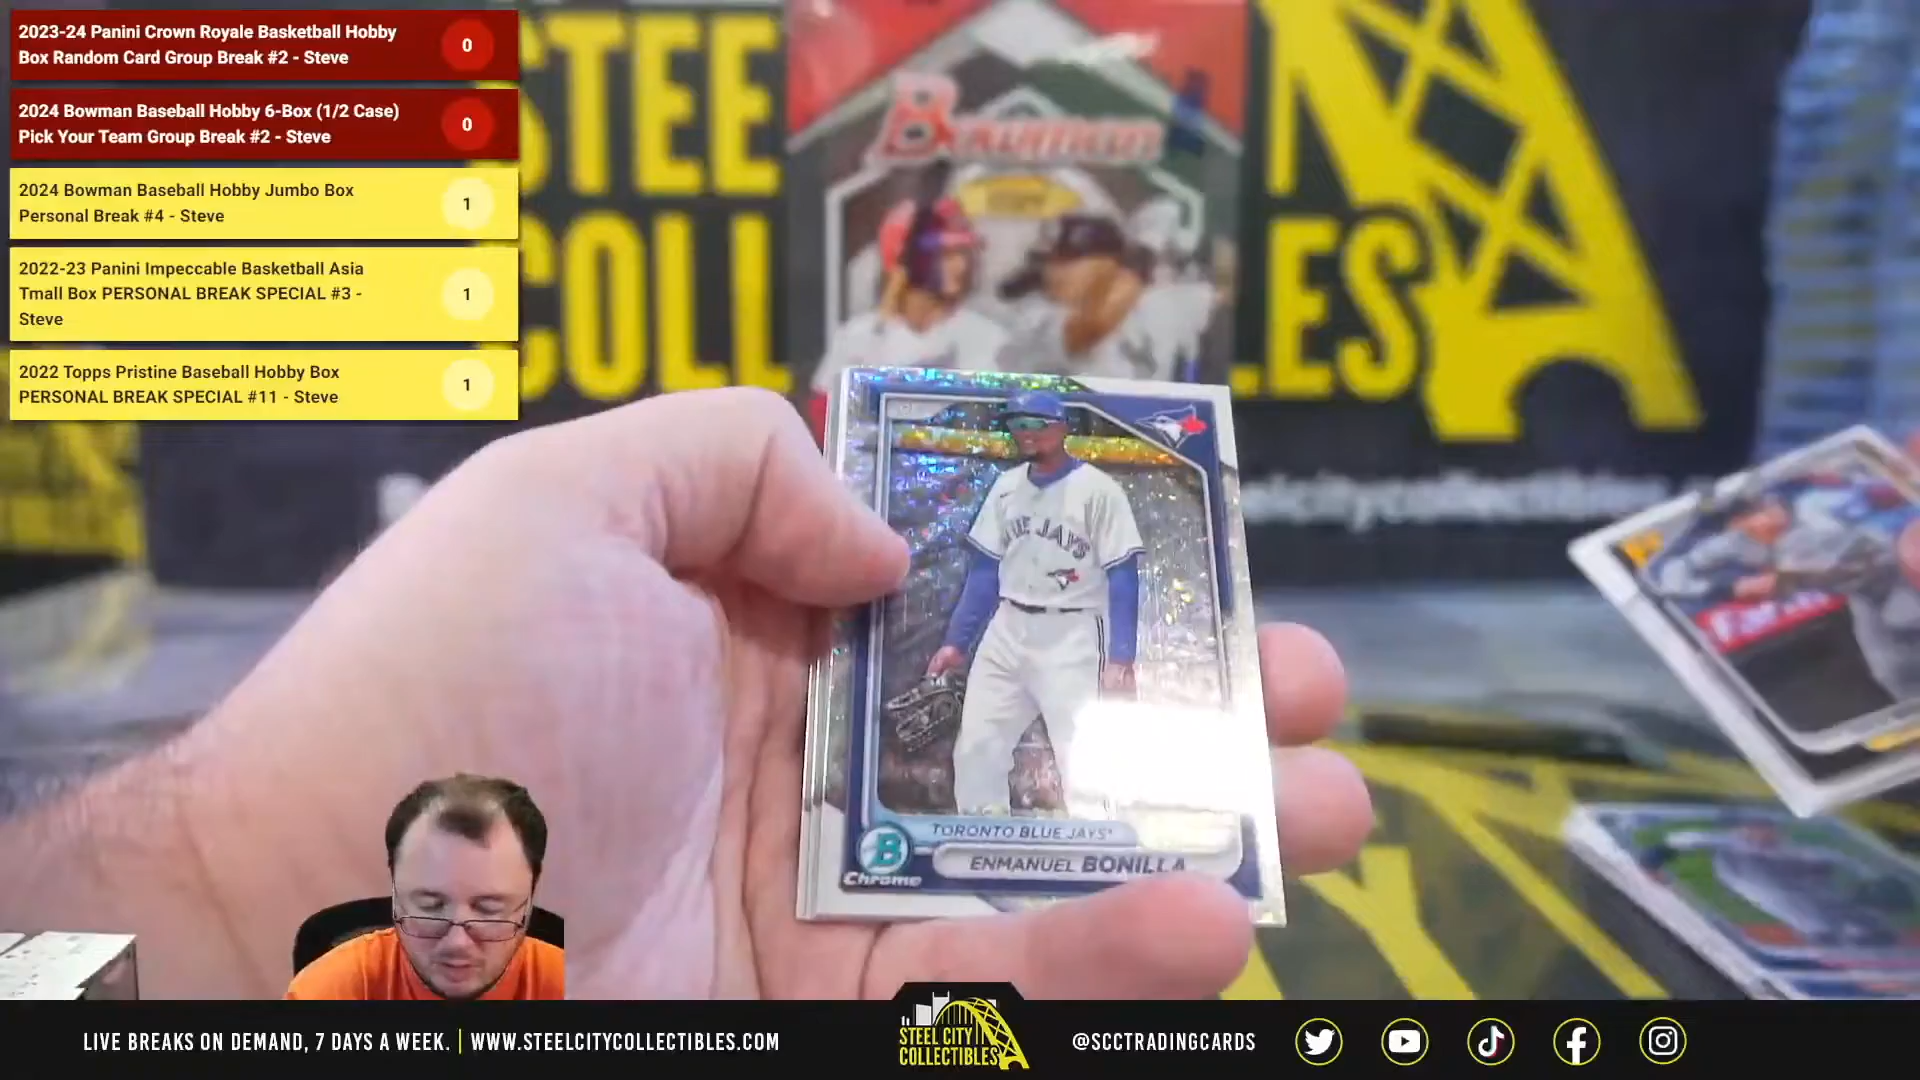 2023-24 Panini Crown Royale Basketball Hobby
Box Random Card Group Break #2 - Steve
0
2024 Bowman Baseball Hobby 6-Box (1/2 Case)
Pick Your Team Group Break #2 - Steve
0
2024 Bowman Baseball Hobby Jumbo Box
Personal Break #4 - Steve
1
2022-23 Panini Impeccable Basketball Asia
Tmall Box PERSONAL BREAK SPECIAL #3 -
Steve
1
2022 Topps Pristine Baseball Hobby Box
PERSONAL BREAK SPECIAL #11 - Steve
1
STEE
COLL
ES
Bowman
elcitycollectibles
BLUE JAYS
TORONTO BLUE JAYS
ENMANUEL BONILLA
B
Chrome
LIVE BREAKS ON DEMAND, 7 DAYS A WEEK. | WWW.STEELCITYCOLLECTIBLES.COM
STEEL CITY
COLLECTIBLES
@SCCTRADINGCARDS